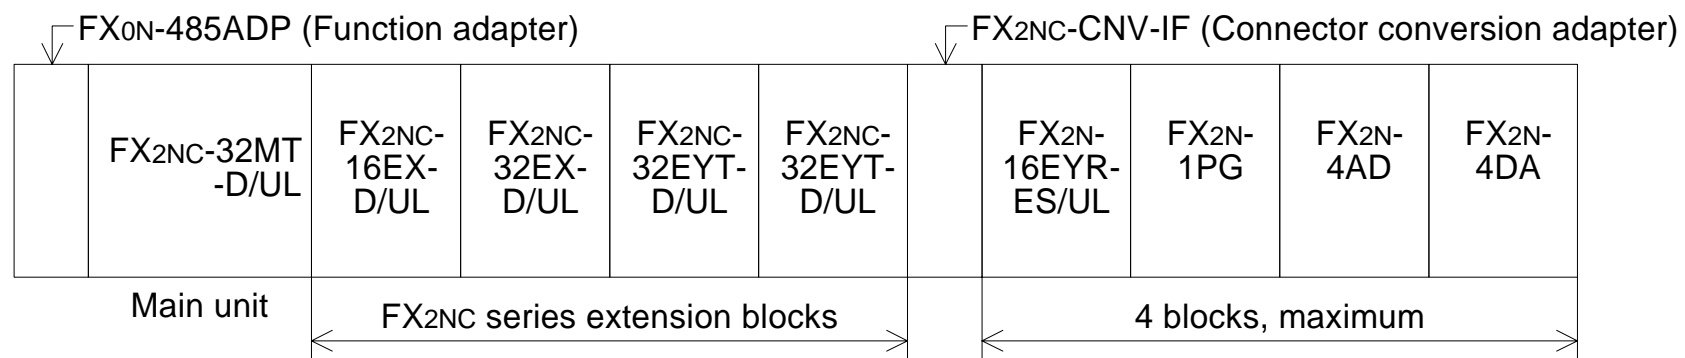 FX0N-485ADP (Function adapter)
FX2NC-CNV-IF (Connector conversion adapter)
FX2NC-32MT
-D/UL
FX2NC-
16EX-
D/UL
FX2NC-
32EX-
D/UL
FX2NC-
32EYT-
D/UL
FX2NC-
32EYT-
D/UL
FX2N-
16EYR-
ES/UL
FX2N-
1PG
FX2N-
4AD
FX2N-
4DA
Main unit
FX2NC series extension blocks
4 blocks, maximum